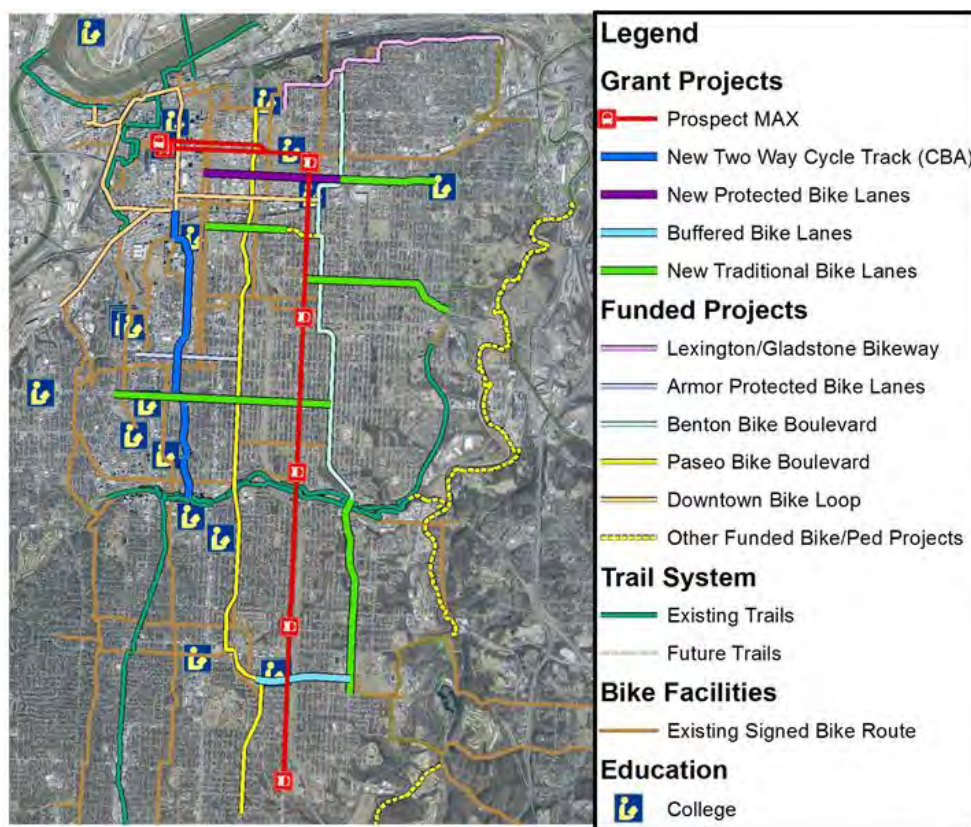 Legend
Grant Projects
Prospect MAX
New Two Way Cycle Track (CBA)
New Protected Bike Lanes
Buffered Bike Lanes
New Traditional Bike Lanes
Funded Projects
Lexington/Gladstone Bikeway
Armor Protected Bike Lanes
Benton Bike Boulevard
Paseo Bike Boulevard
Downtown Bike Loop
Other Funded Bike/Ped Projects
Trail System
Existing Trails
Future Trails
Bike Facilities
Existing Signed Bike Route
Education
College